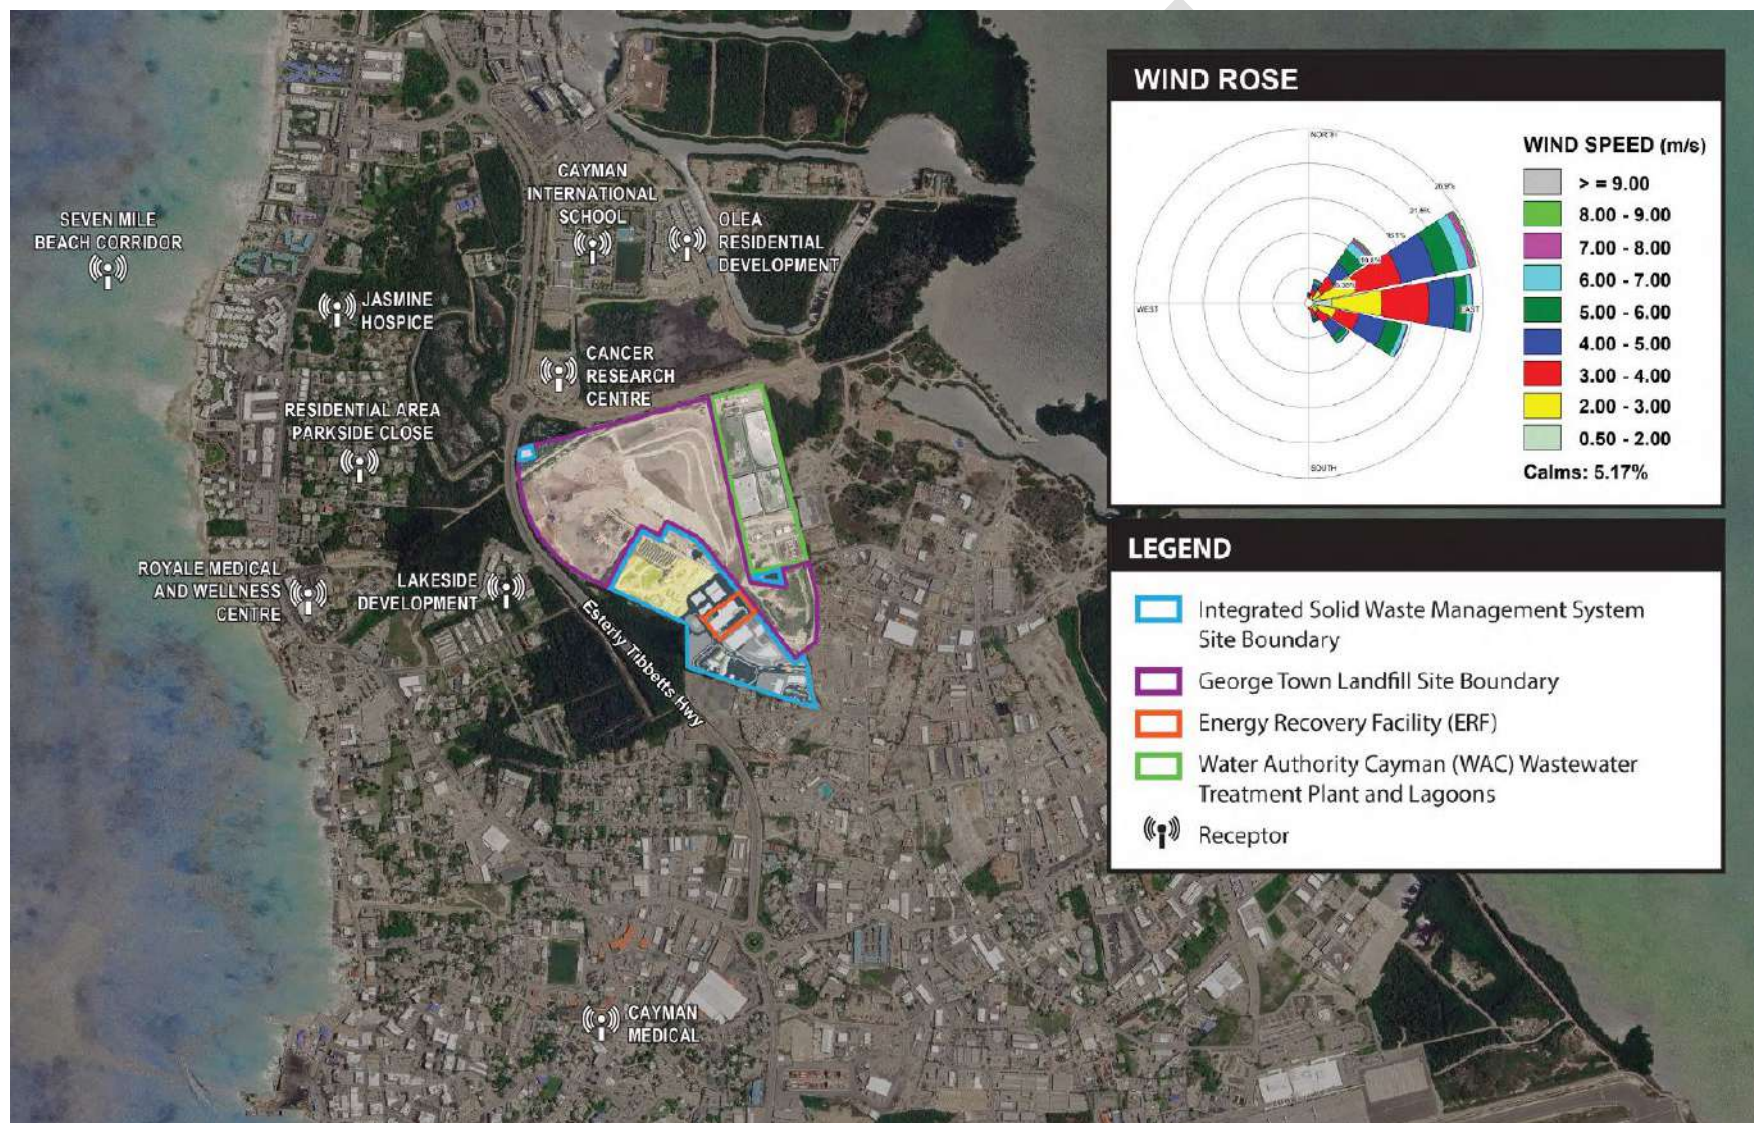 SEVEN MILE
BEACH CORRIDOR
JASMINE
HOSPICE
CAYMAN
INTERNATIONAL
SCHOOL
OLEA
RESIDENTIAL
DEVELOPMENT
CANCER
RESEARCH
CENTRE
RESIDENTIAL AREA
PARKSIDE CLOSE
ROYALE MEDICAL
AND WELLNESS
CENTRE
LAKESIDE
DEVELOPMENT
Esterly Tibbetts Hwy
CAYMAN
MEDICAL
WIND ROSE
NORTH
WEST
EAST
SOUTH
WIND SPEED (m/s)
> = 9.00
8.00 - 9.00
7.00 - 8.00
6.00 - 7.00
5.00 - 6.00
4.00 - 5.00
3.00 - 4.00
2.00 - 3.00
0.50 - 2.00
Calms: 5.17%
LEGEND
Integrated Solid Waste Management System
Site Boundary
George Town Landfill Site Boundary
Energy Recovery Facility (ERF)
Water Authority Cayman (WAC) Wastewater
Treatment Plant and Lagoons
Receptor